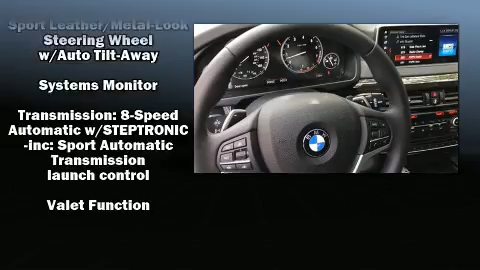 Sport Leather/Metal-Look
Steering Wheel
w/Auto Tilt-Away
Systems Monitor
Transmission: 8-Speed
Automatic w/STEPTRONIC
-inc: Sport Automatic
Transmission
launch control
Valet Function